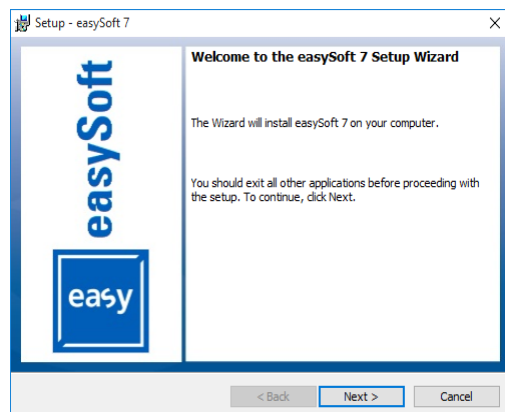 Setup - easySoft 7
easySoft
easy
Welcome to the easySoft 7 Setup Wizard
The Wizard will install easySoft 7 on your computer.
You should exit all other applications before proceeding with
the setup. To continue, click Next.
< Back
Next >
Cancel